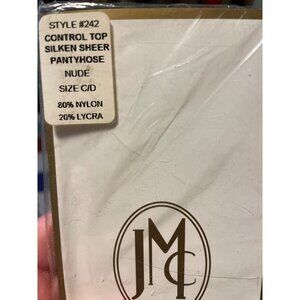 STYLE #242
CONTROL TOP
SILKEN SHEER
PANTYHOSE
NUDE
SIZE C/D
80% NYLON
20% LYCRA
JMC